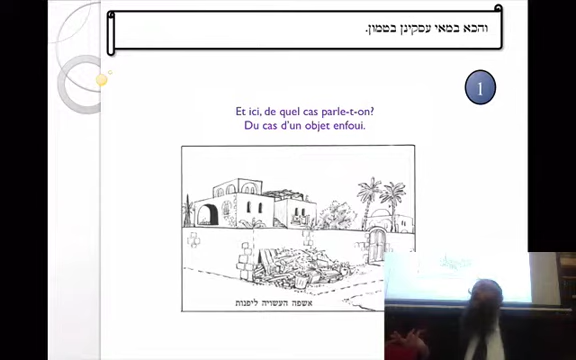 והכא במאי עסקינן בטמון.
1
Et ici, de quel cas parle-t-on?
Du cas d'un objet enfoui.
אשפה העשויה ליפנות